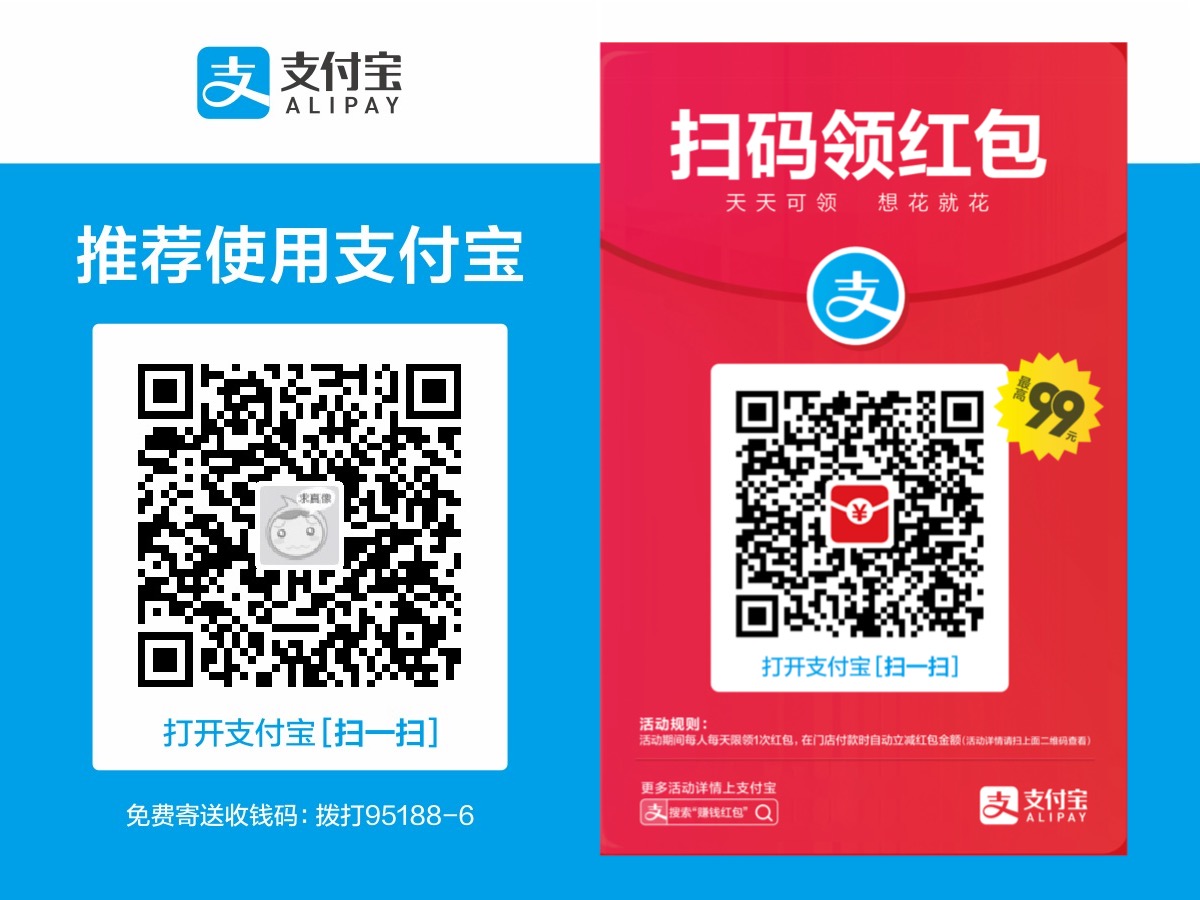 支付宝
ALIPAY
推荐使用支付宝
求真像
打开支付宝[扫一扫]
免费寄送收钱码：拨打95188-6
扫码领红包
天天可领 想花就花
支
最高99元
¥
打开支付宝[扫一扫]
活动规则：
活动期间每人每天限领1次红包，在门店付款时自动立减红包金额(活动详情请扫上面二维码查看)
更多活动详情上支付宝
支 搜索“赚钱红包”
支付宝
ALIPAY